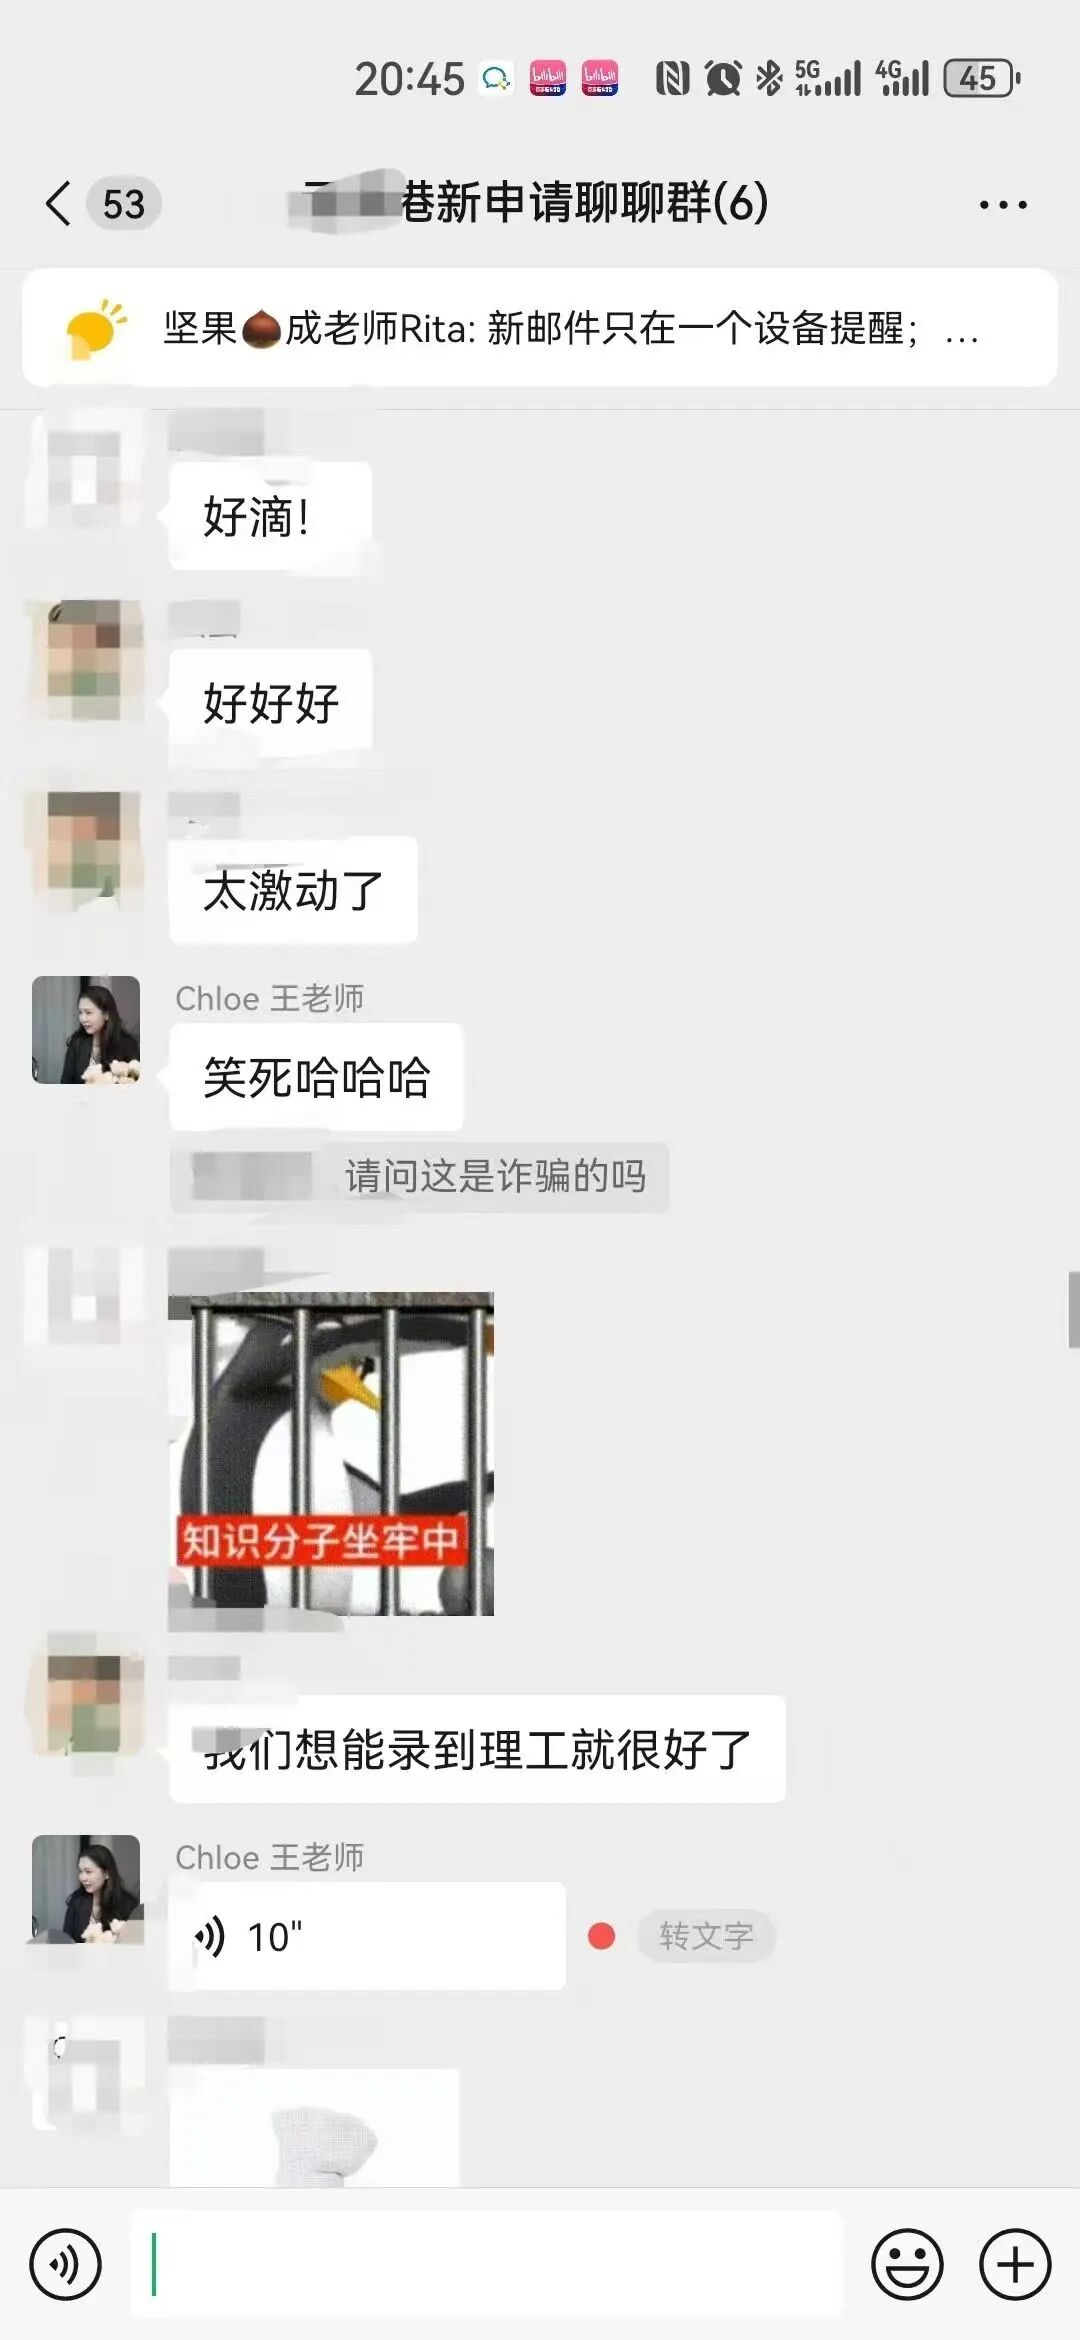 20:45
5G
4G
45
53
港新申请聊聊群(6)
坚果🌰成老师Rita: 新邮件只在一个设备提醒；...
好滴！
好好好
太激动了
Chloe 王老师
笑死哈哈哈
请问这是诈骗的吗
知识分子坐牢中
我们想能录到理工就很好了
Chloe 王老师
10"
转文字